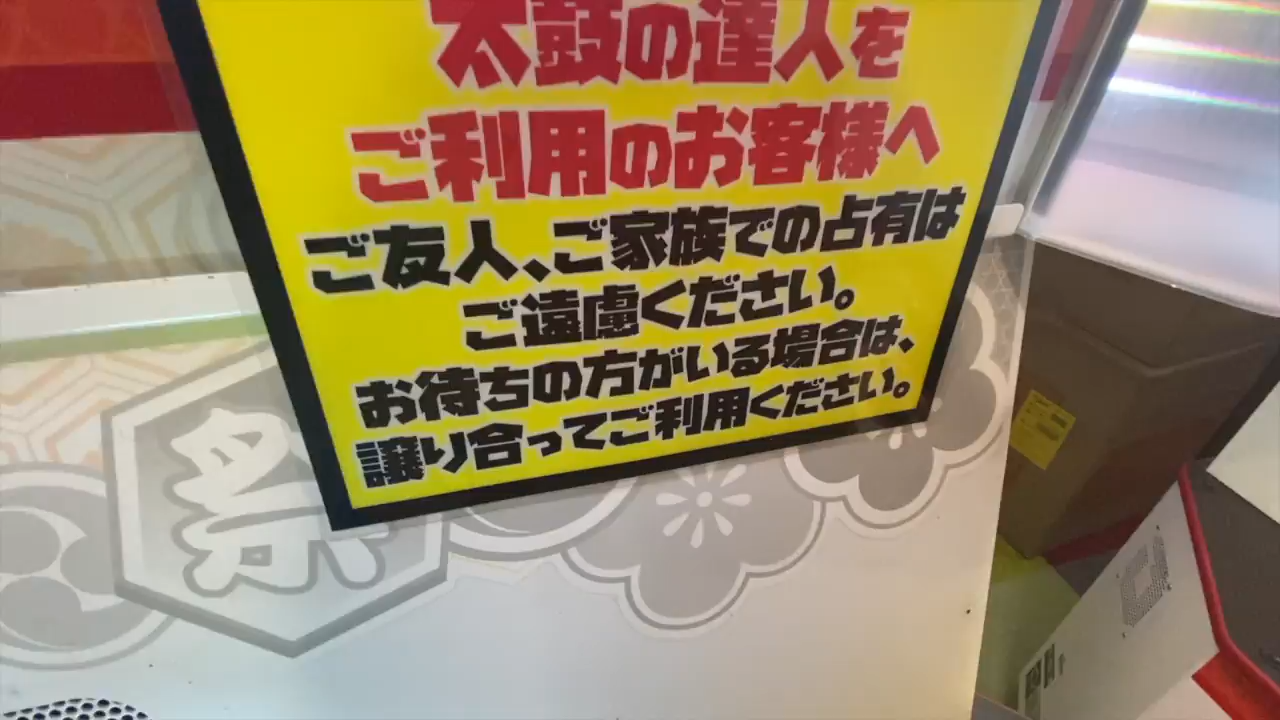 太鼓の達人を
ご利用のお客様へ
ご友人、ご家族での占有は
ご遠慮ください。
お待ちの方がいる場合は、
譲り合ってご利用ください。
祭